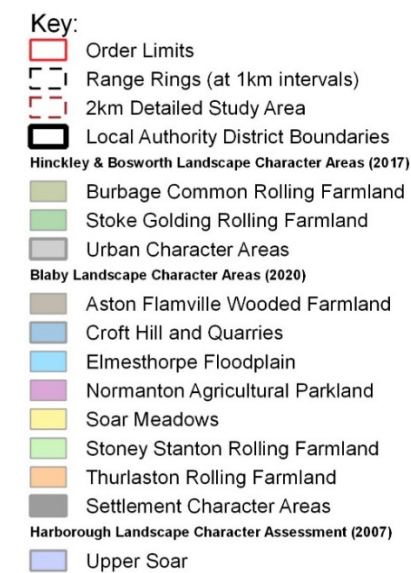 Key:
Order Limits
Range Rings (at 1km intervals)
2km Detailed Study Area
Local Authority District Boundaries
Hinckley & Bosworth Landscape Character Areas (2017)
Burbage Common Rolling Farmland
Stoke Golding Rolling Farmland
Urban Character Areas
Blaby Landscape Character Areas (2020)
Aston Flamville Wooded Farmland
Croft Hill and Quarries
Elmesthorpe Floodplain
Normanton Agricultural Parkland
Soar Meadows
Stoney Stanton Rolling Farmland
Thurlaston Rolling Farmland
Settlement Character Areas
Harborough Landscape Character Assessment (2007)
Upper Soar